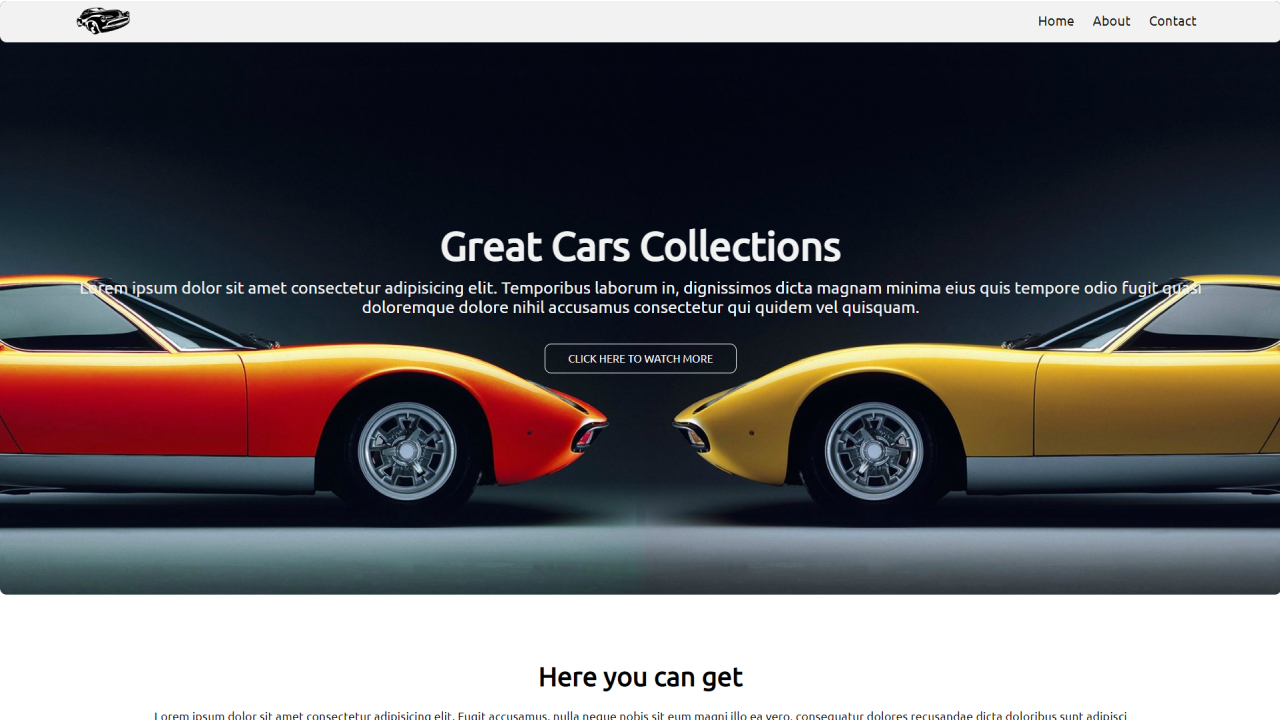 Home About Contact
Great Cars Collections
Lorem ipsum dolor sit amet consectetur adipisicing elit. Temporibus laborum in, dignissimos dicta magnam minima eius quis tempore odio fugit quasi
doloremque dolore nihil accusamus consectetur qui quidem vel quisquam.
CLICK HERE TO WATCH MORE
Here you can get
Lorem ipsum dolor sit amet consectetur adipisicing elit. Fugit accusamus, nulla neque nobis sit eum magni illo ea vero, consequatur dolores recusandae dicta doloribus sunt adipisci